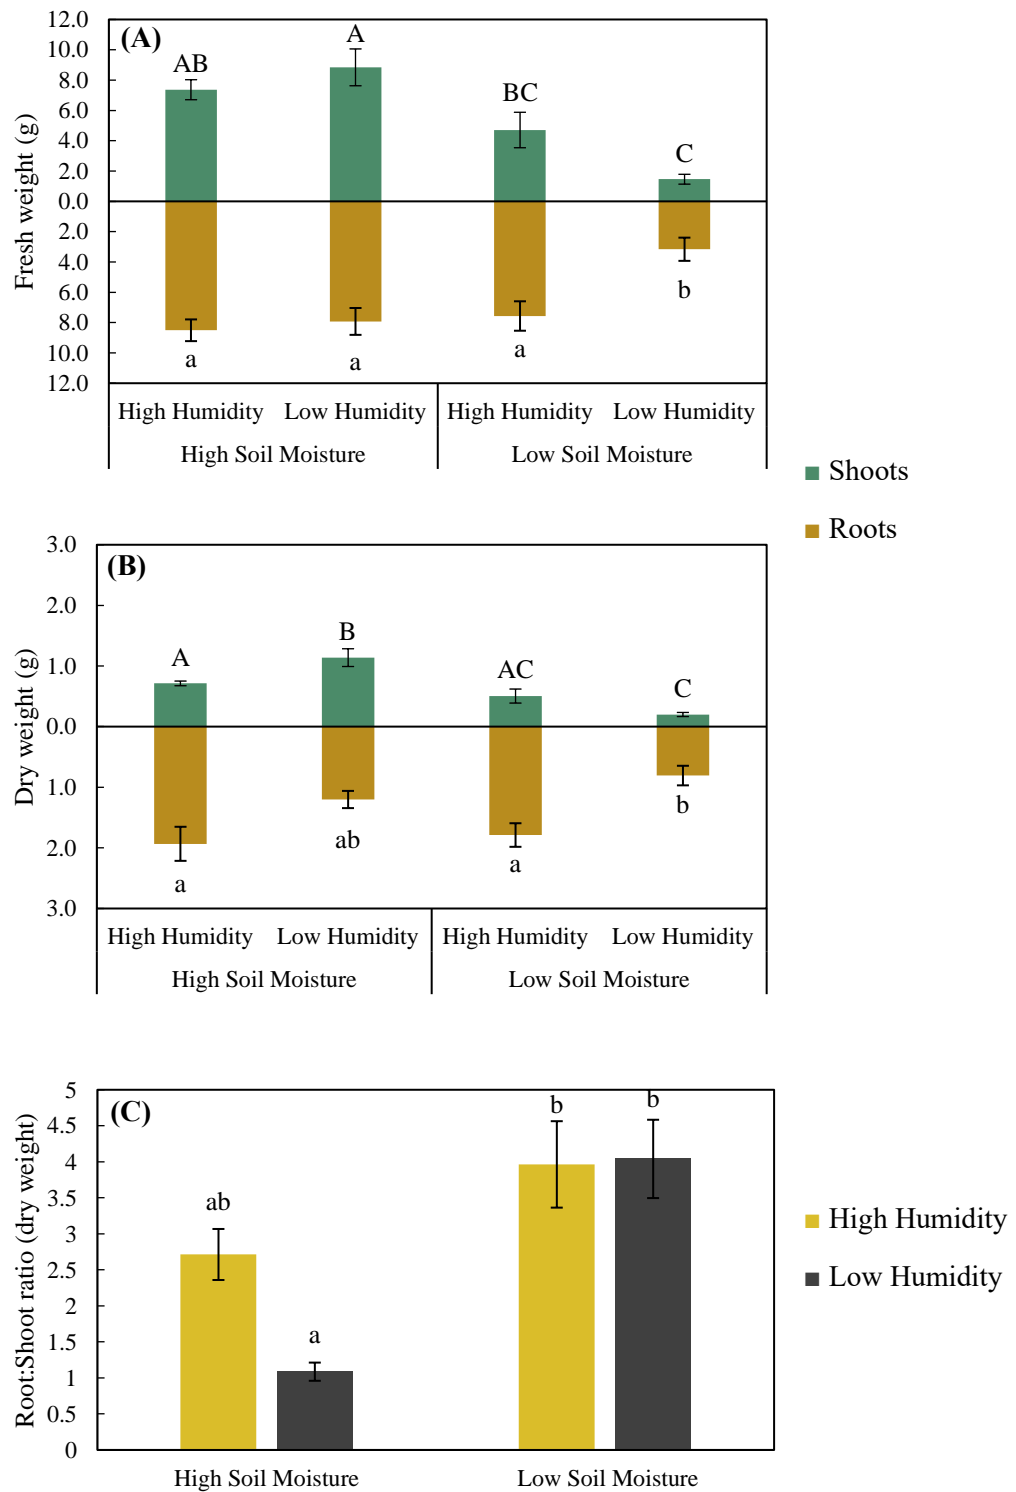 (A)
Fresh weight (g)
12.0
10.0
8.0
6.0
4.0
2.0
0.0
2.0
4.0
6.0
8.0
10.0
12.0
AB
A
BC
C
a
a
a
b
High Humidity Low Humidity High Humidity Low Humidity
High Soil Moisture Low Soil Moisture
Shoots
Roots
(B)
Dry weight (g)
3.0
2.0
1.0
0.0
1.0
2.0
3.0
A
B
AC
C
a
ab
a
b
High Humidity Low Humidity High Humidity Low Humidity
High Soil Moisture Low Soil Moisture
(C)
Root:Shoot ratio (dry weight)
5
4.5
4
3.5
3
2.5
2
1.5
1
0.5
0
ab
a
b
b
High Soil Moisture Low Soil Moisture
High Humidity
Low Humidity